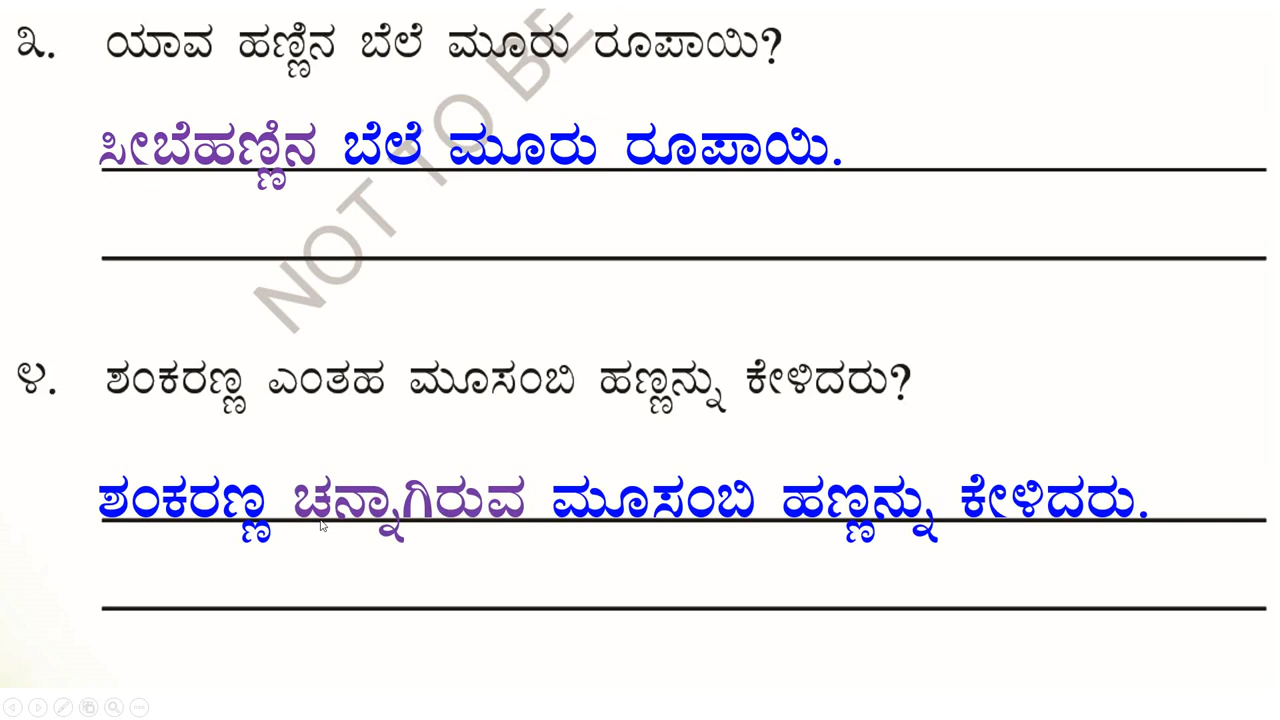 ೩. ಯಾವ ಹಣ್ಣಿನ ಬೆಲೆ ಮೂರು ರೂಪಾಯಿ?
ಸೀಬೆಹಣ್ಣಿನ ಬೆಲೆ ಮೂರು ರೂಪಾಯಿ.
NOT TO BE
೪. ಶಂಕರಣ್ಣ ಎಂತಹ ಮೂಸಂಬಿ ಹಣ್ಣನ್ನು ಕೇಳಿದರು?
ಶಂಕರಣ್ಣ ಚನ್ನಾಗಿರುವ ಮೂಸಂಬಿ ಹಣ್ಣನ್ನು ಕೇಳಿದರು.